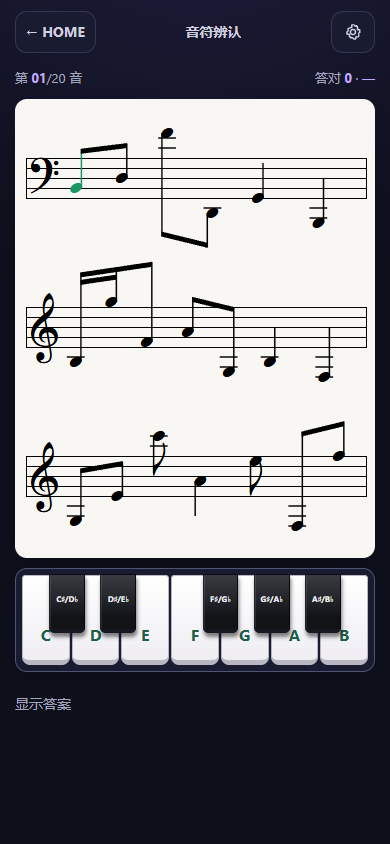 ← HOME
音符辨认
第 01/20 音
答对 0 · —
C♯/D♭
D♯/E♭
F♯/G♭
G♯/A♭
A♯/B♭
C
D
E
F
G
A
B
显示答案